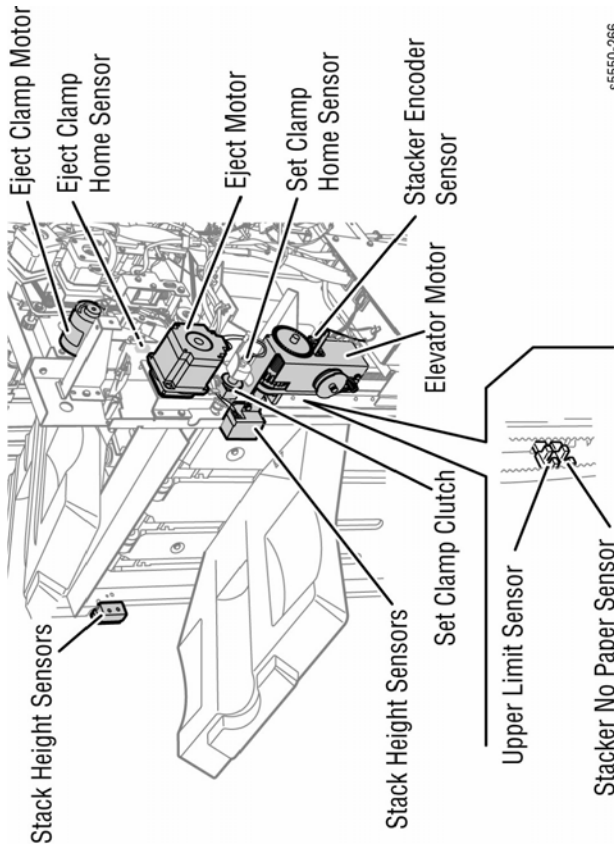 Eject Clamp Motor
Eject Clamp
Home Sensor
Eject Motor
Set Clamp
Home Sensor
Stacker Encoder
Sensor
Elevator Motor
Stack Height Sensors
Stack Height Sensors
Set Clamp Clutch
Upper Limit Sensor
Stacker No Paper Sensor
s5550-266